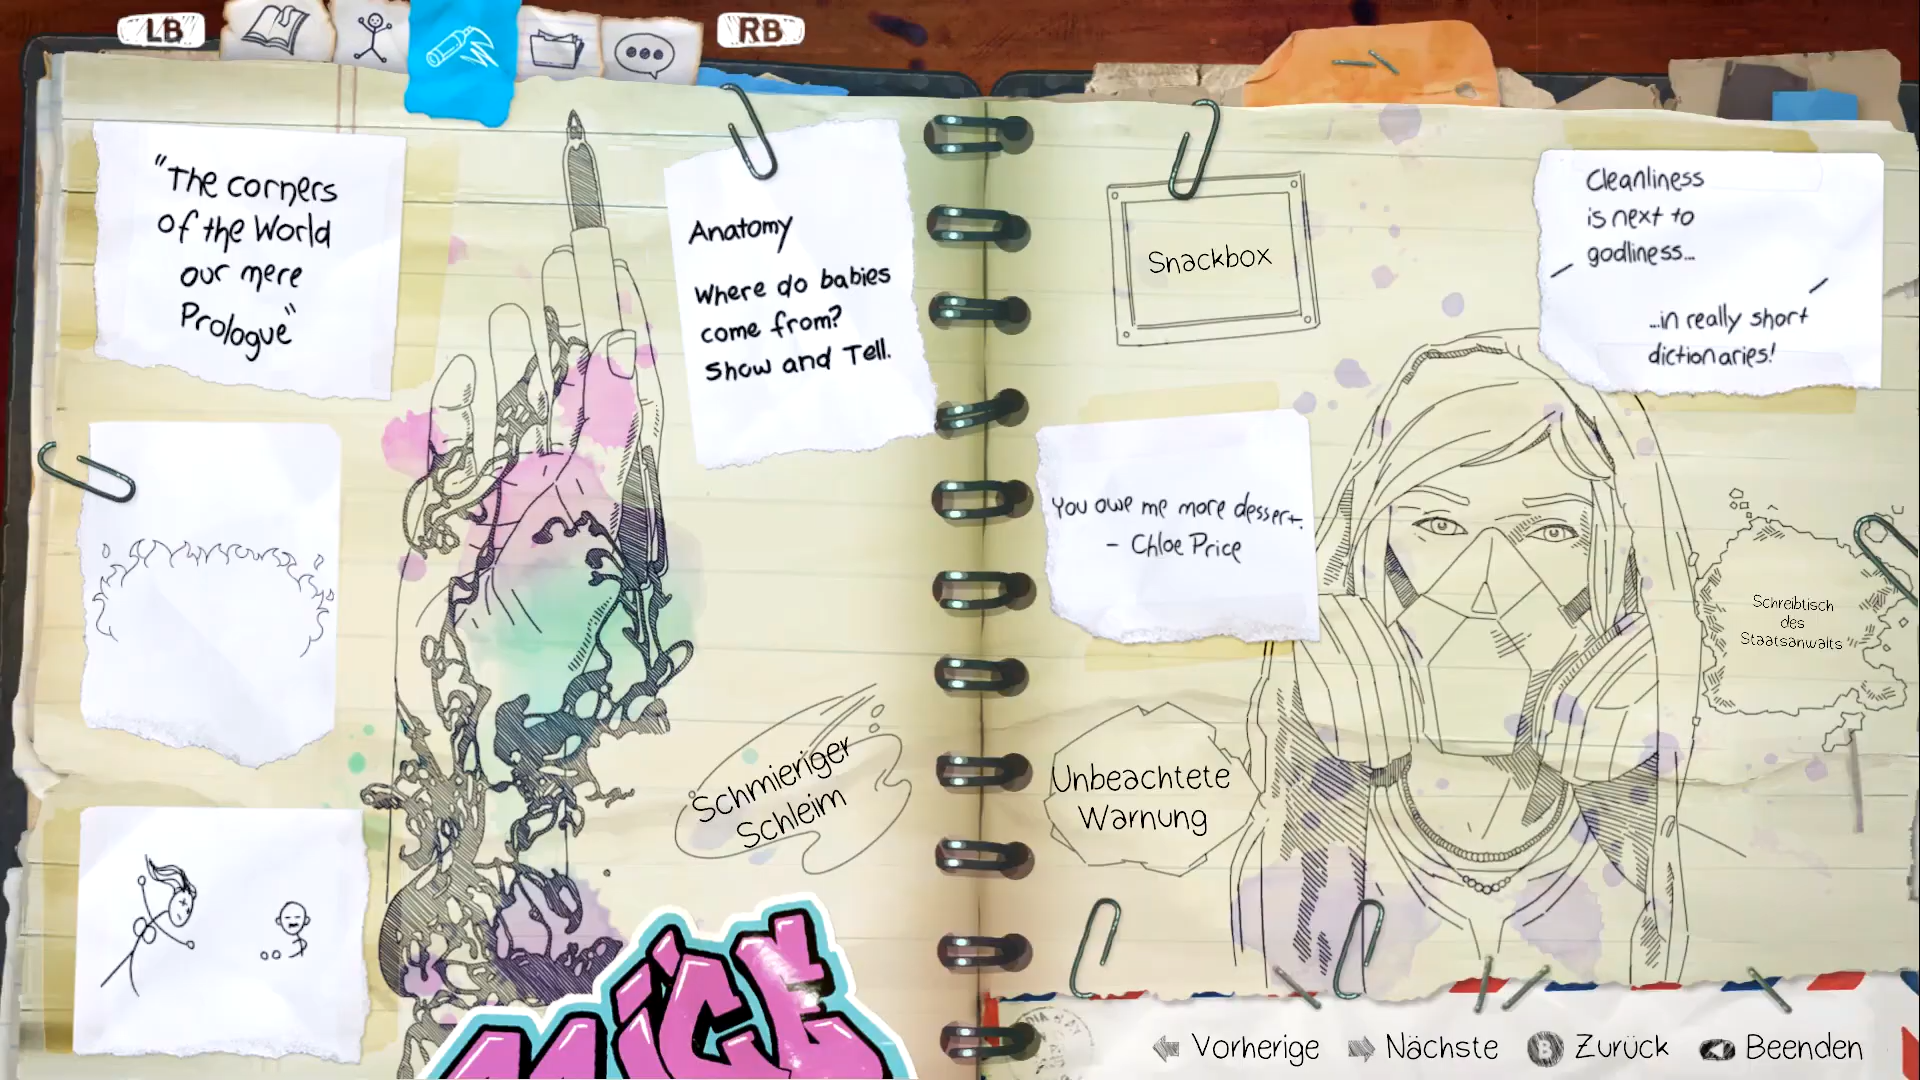 LB
RB
"The corners
of the World
our mere
Prologue"
Anatomy
Where do babies
come from?
Show and Tell.
Schmieriger
Schleim
NICE
Snackbox
Cleanliness
is next to
godliness...
...in really short
dictionaries!
You owe me more dessert.
- Chloe Price
Schreibtisch
des
Staatsanwalts
Unbeachtete
Warnung
Vorherige
Nächste
B Zurück
Beenden